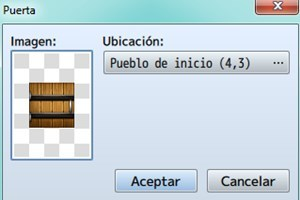 Puerta
Imagen:
Ubicación:
Pueblo de inicio (4,3) ...
Aceptar
Cancelar